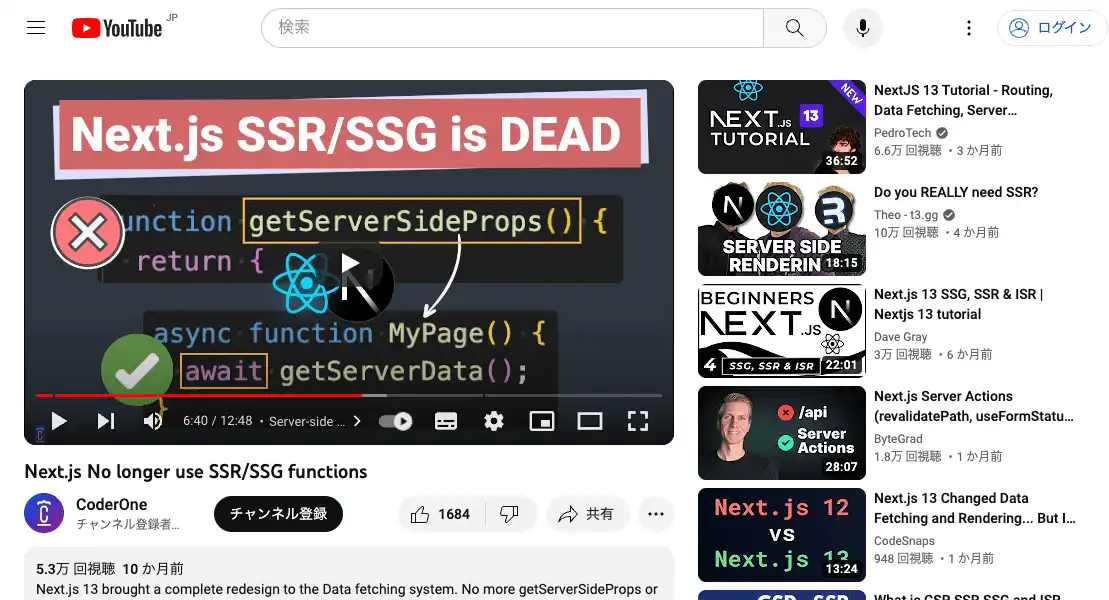 YouTube JP
検索
ログイン
Next.js SSR/SSG is DEAD
unction getServerSideProps() {
return {
async function MyPage() {
await getServerData();
}
6:40 / 12:48 • Server-side ...
Next.js No longer use SSR/SSG functions
CoderOne
チャンネル登録者...
チャンネル登録
1684
共有
5.3万 回視聴 10 か月前
Next.js 13 brought a complete redesign to the Data fetching system. No more getServerSideProps or
NEXT.JS 13
TUTORIAL
NEW
36:52
NextJS 13 Tutorial - Routing,
Data Fetching, Server…
PedroTech
6.6万 回視聴 • 3 か月前
SERVER SIDE
RENDERIN
18:15
Do you REALLY need SSR?
Theo - t3.gg
10万 回視聴 • 4 か月前
BEGINNERS
NEXT.JS
4 SSG, SSR & ISR
22:01
Next.js 13 SSG, SSR & ISR |
Nextjs 13 tutorial
Dave Gray
3万 回視聴 • 6 か月前
/api
Server
Actions
28:07
Next.js Server Actions
(revalidatePath, useFormStatu…
ByteGrad
1.8万 回視聴 • 1 か月前
Next.js 12
vs
Next.js 13
13:24
Next.js 13 Changed Data
Fetching and Rendering... But I…
CodeSnaps
948 回視聴 • 1 か月前